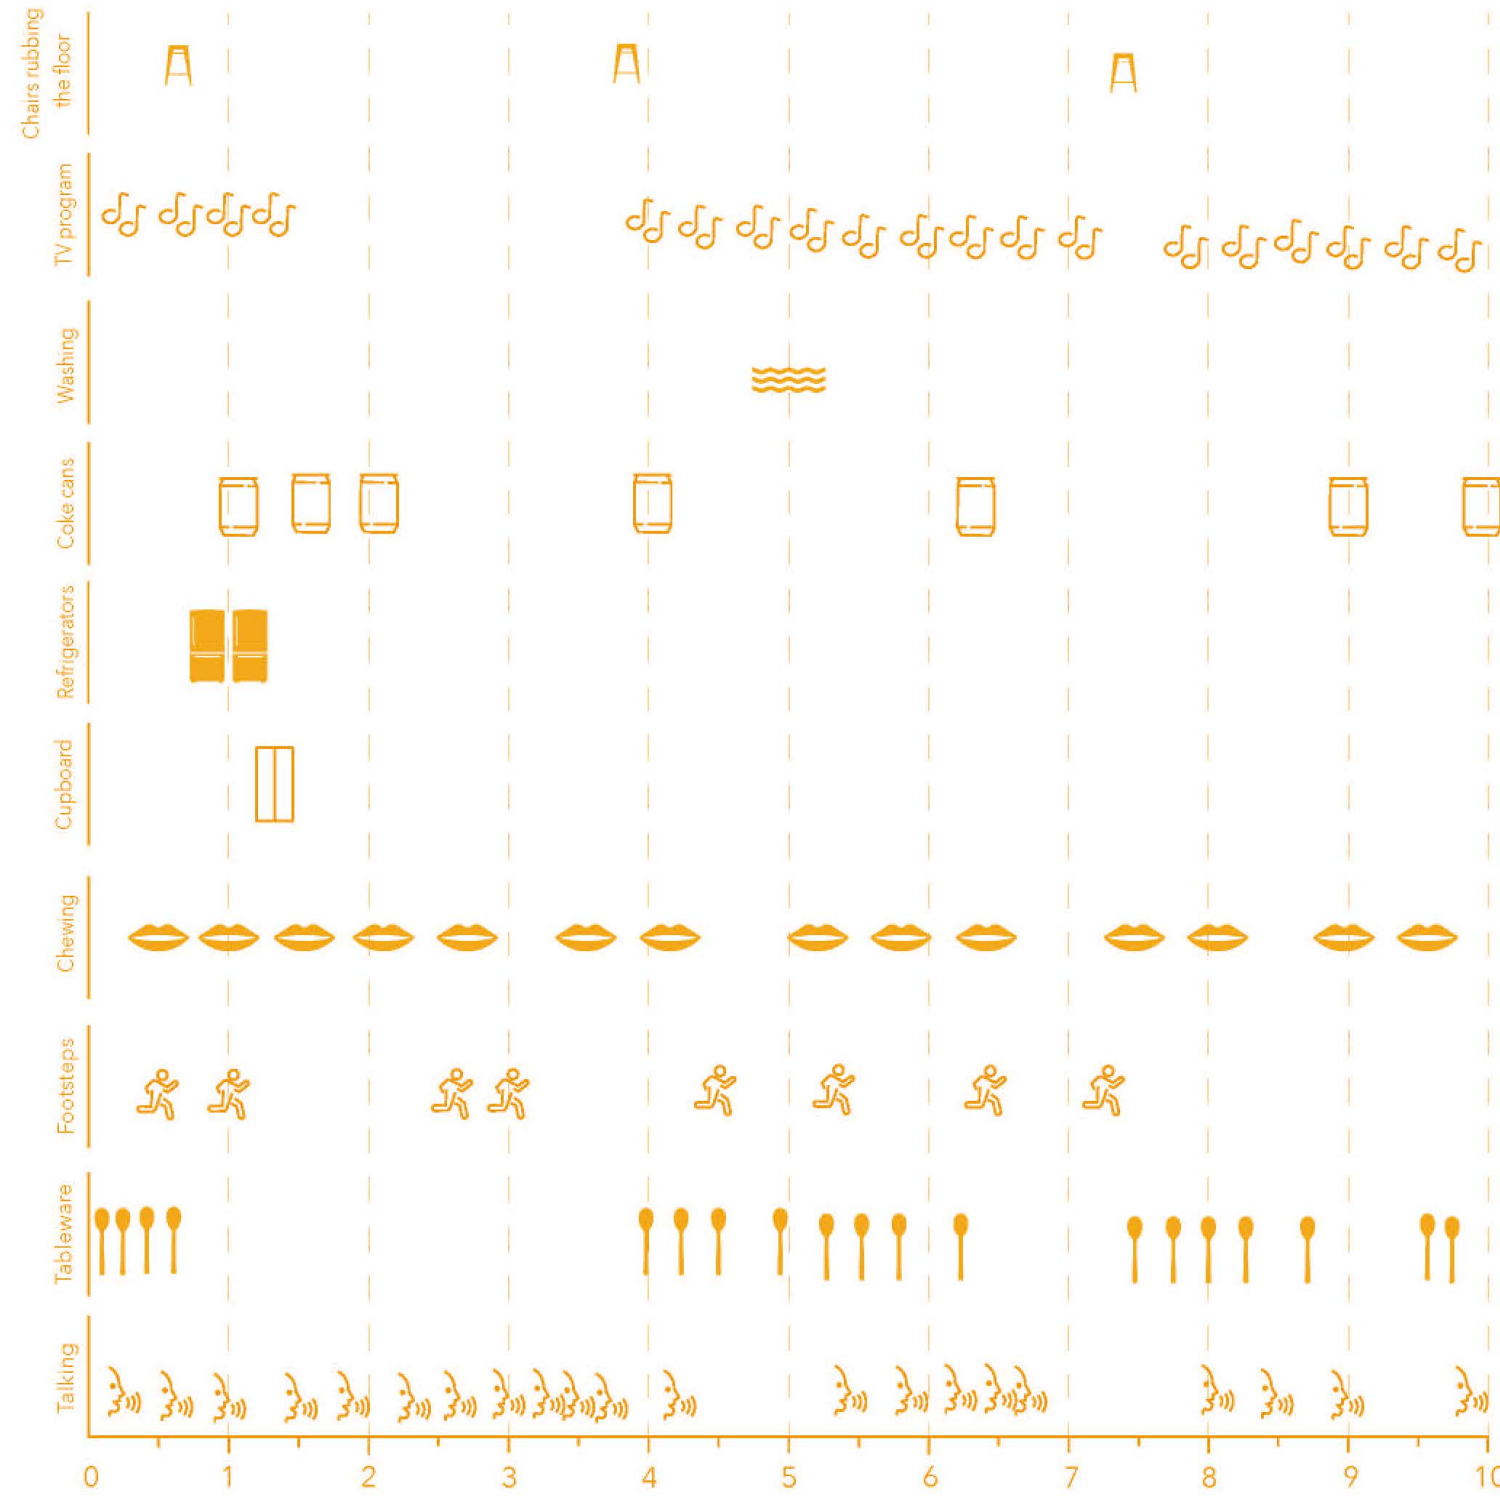 Chairs rubbing
the floor
TV program
Washing
Coke cans
Refrigerators
Cupboard
Chewing
Footsteps
Tableware
Talking
0 1 2 3 4 5 6 7 8 9 10